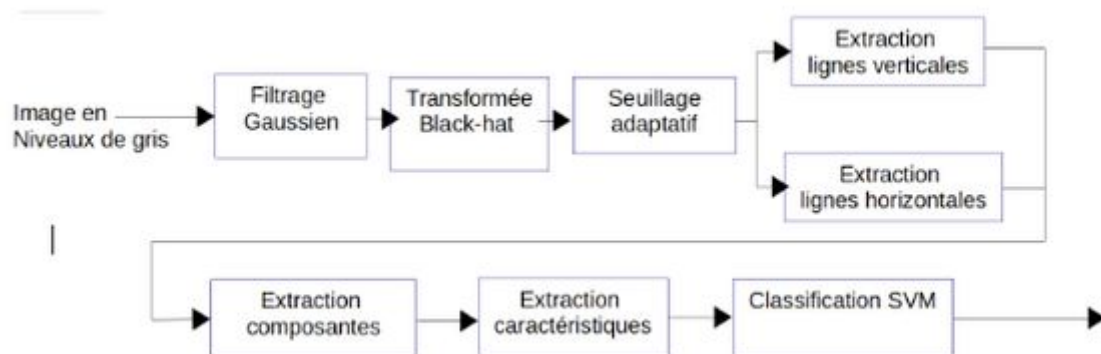 Image en
Niveaux de gris
Filtrage
Gaussien
Transformée
Black-hat
Seuillage
adaptatif
Extraction
lignes verticales
Extraction
lignes horizontales
Extraction
composantes
Extraction
caractéristiques
Classification SVM